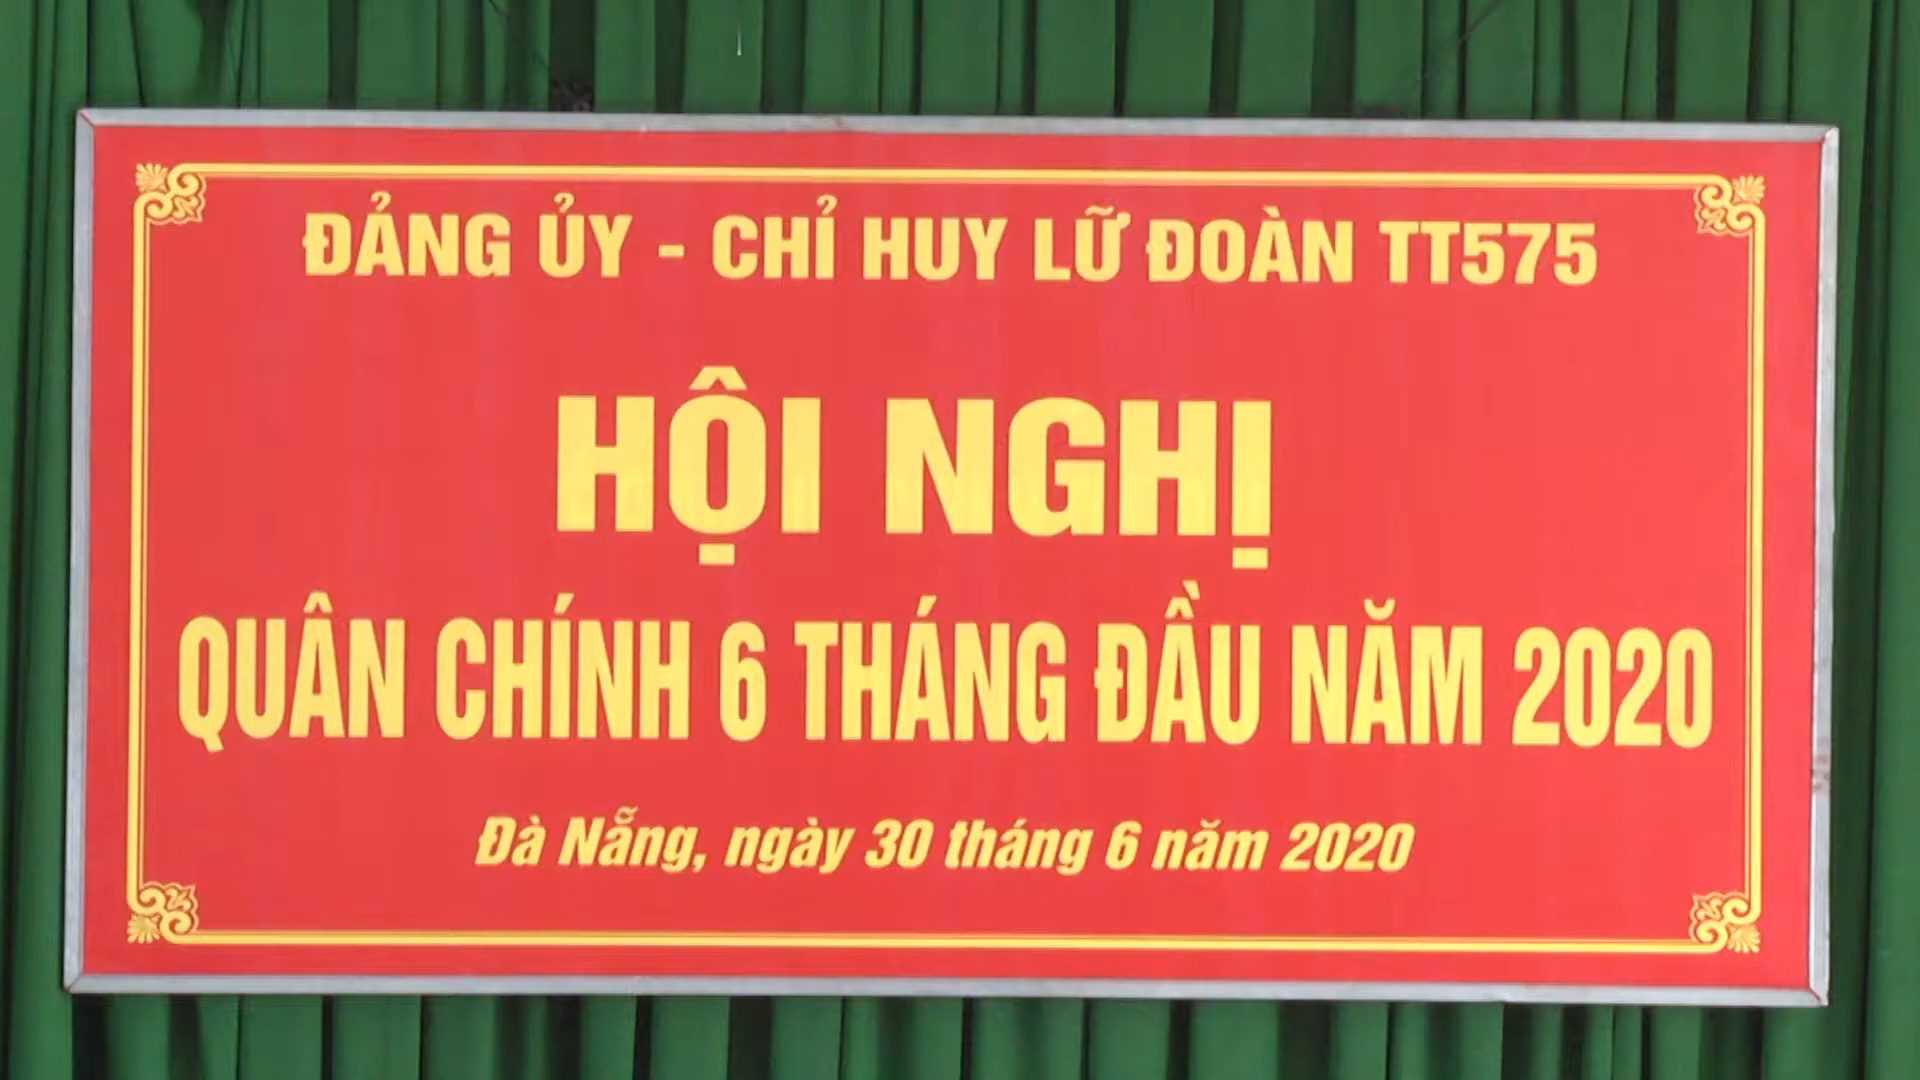 ĐẢNG ỦY - CHỈ HUY LỮ ĐOÀN TT575
HỘI NGHỊ
QUÂN CHÍNH 6 THÁNG ĐẦU NĂM 2020
Đà Nẵng, ngày 30 tháng 6 năm 2020